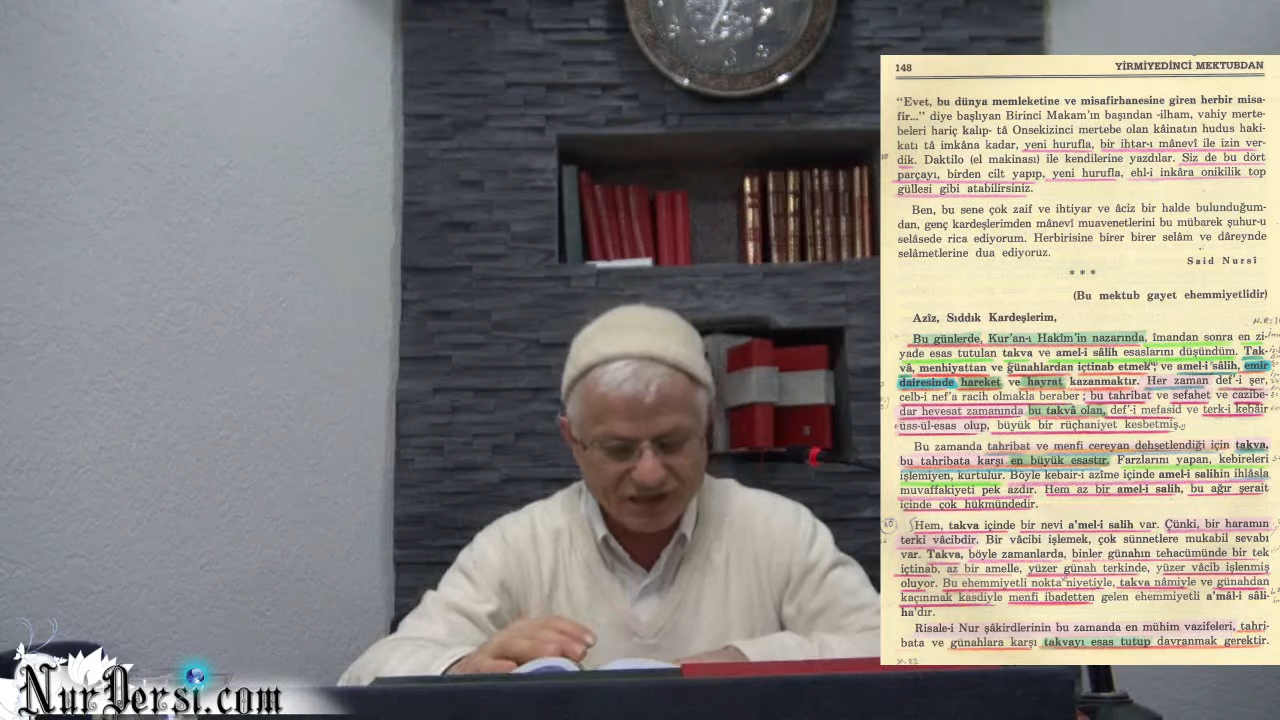 148 YİRMİYEDİNCİ MEKTUBDAN
"Evet, bu dünya memleketine ve misafirhanesine giren herbir misa-
fir..." diye başlıyan Birinci Makam'ın başından -ilham, vahiy merte-
beleri hariç kalıp- tâ Onsekizinci mertebe olan kâinatın hudus haki-
katı tâ imkâna kadar, yeni hurufla, bir ihtar-ı mânevî ile izin ver-
dik. Daktilo (el makinası) ile kendilerine yazdılar. Siz de bu dört
parçayı, birden cilt yapıp, yeni hurufla, ehl-i inkâra onikilik top
güllesi gibi atabilirsiniz.
Ben, bu sene çok zaif ve ihtiyar ve âciz bir halde bulunduğum-
dan, genç kardeşlerimden mânevî muavenetlerini bu mübarek şuhur-u
selâsede rica ediyorum. Herbirisine birer birer selâm ve dâreynde
selâmetlerine dua ediyoruz.
Said Nursî
* * *
(Bu mektub gayet ehemmiyetlidir)
Azîz, Sıddık Kardeşlerim,
Bu günlerde, Kur'an-ı Hakîm'in nazarında, îmandan sonra en zi-
yade esas tutulan takva ve amel-i sâlih esaslarını düşündüm. Tak-
vâ, menhiyattan ve günahlardan içtinab etmek; ve amel-i sâlih, emir
dairesinde hareket ve hayrat kazanmaktır. Her zaman def'-i şer,
celb-i nef'a racih olmakla beraber; bu tahribat ve sefahet ve cazibe-
dar hevesat zamanında bu takvâ olan, def'-i mefasid ve terk-i kebâir
üss-ül-esas olup, büyük bir rüçhaniyet kesbetmiş.
Bu zamanda tahribat ve menfi cereyan dehşetlendiği için takva,
bu tahribata karşı en büyük esastır. Farzlarını yapan, kebireleri
işlemiyen, kurtulur. Böyle kebair-i azîme içinde amel-i salihin ihlâsla
muvaffakiyeti pek azdır. Hem az bir amel-i salih, bu ağır şerait
içinde çok hükmündedir.
Hem, takva içinde bir nevi a'mel-i salih var. Çünki, bir haramın
terki vâcibdir. Bir vâcibi işlemek, çok sünnetlere mukabil sevabı
var. Takva, böyle zamanlarda, binler günahın tehacümünde bir tek
içtinab, az bir amelle, yüzer günah terkinde, yüzer vâcib işlenmiş
oluyor. Bu ehemmiyetli nokta niyetiyle, takva nâmiyle ve günahdan
kaçınmak kasdiyle menfi ibadetten gelen ehemmiyetli a'mâl-i sâli-
ha'dır.
Risale-i Nur şâkirdlerinin bu zamanda en mühim vazifeleri, tahri-
bata ve günahlara karşı takvayı esas tutup davranmak gerektir.
NurDersi.com